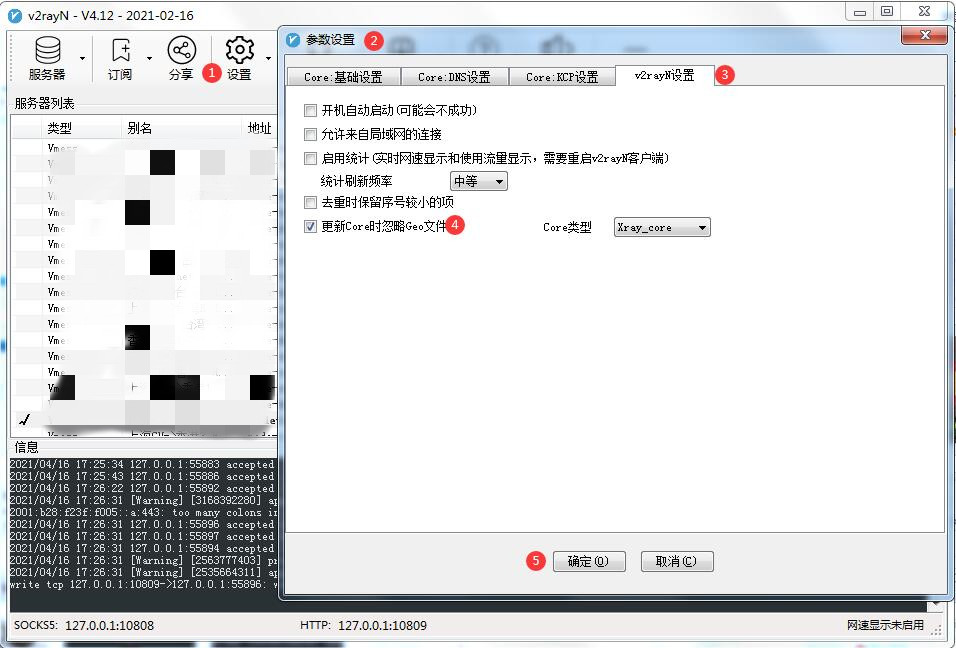 v2rayN - V4.12 - 2021-02-16
服务器
订阅
分享
1
设置
服务器列表
类型 别名 地址
Vme
Vme
Vme
Vme
Vme
Vme
Vme
Vme
Vme
Vme
Vme
Vme
Vme
信息
2021/04/16 17:25:34 127.0.0.1:55883 accepted
2021/04/16 17:25:43 127.0.0.1:55886 accepted
2021/04/16 17:26:22 127.0.0.1:55892 accepted
2021/04/16 17:26:31 [Warning] [3168392280] ap
2001:b28:f23f:f005::a:443: too many colons in
2021/04/16 17:26:31 127.0.0.1:55896 accepted
2021/04/16 17:26:31 127.0.0.1:55897 accepted
2021/04/16 17:26:31 127.0.0.1:55894 accepted
2021/04/16 17:26:31 [Warning] [2563777403] pr
2021/04/16 17:26:31 [Warning] [2535664311] ap
write tcp 127.0.0.1:10809->127.0.0.1:55896: w
SOCKS5: 127.0.0.1:10808 HTTP: 127.0.0.1:10809 网速显示未启用
参数设置 2
Core:基础设置 Core:DNS设置 Core:KCP设置 v2rayN设置 3
开机自动启动(可能会不成功)
允许来自局域网的连接
启用统计(实时网速显示和使用流量显示，需要重启v2rayN客户端)
统计刷新频率 中等
去重时保留序号较小的项
更新Core时忽略Geo文件 4 Core类型 Xray_core
5 确定(O) 取消(C)